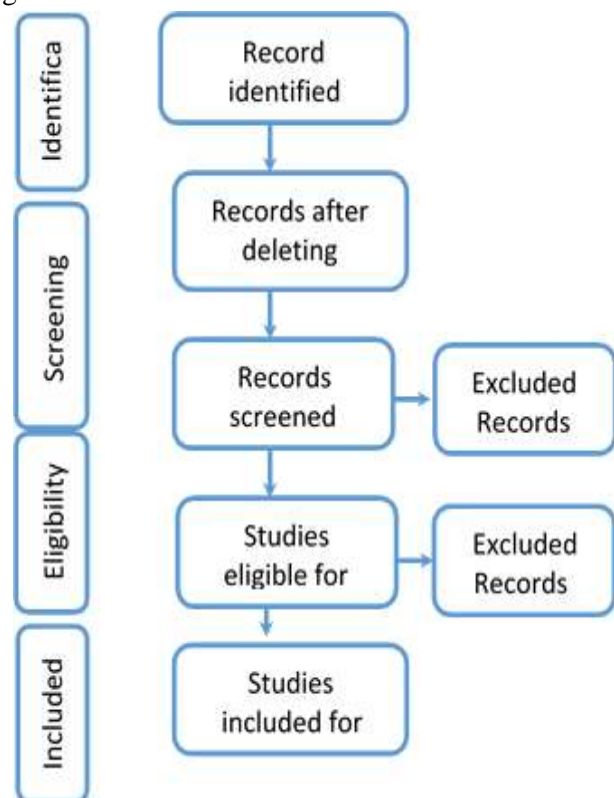 g
Identifica
Record
identified
Records after
deleting
Screening
Records
screened
Excluded
Records
Eligibility
Studies
eligible for
Excluded
Records
Included
Studies
included for